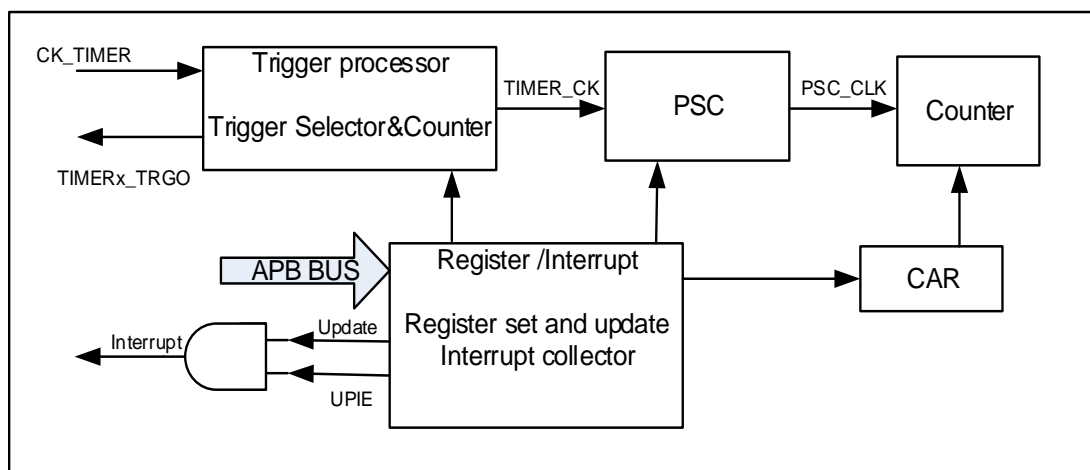 CK_TIMER
Trigger processor
Trigger Selector&Counter
TIMERx_TRGO
TIMER_CK
PSC
PSC_CLK
Counter
APB BUS
Register /Interrupt
Register set and update
Interrupt collector
CAR
Interrupt
Update
UPIE